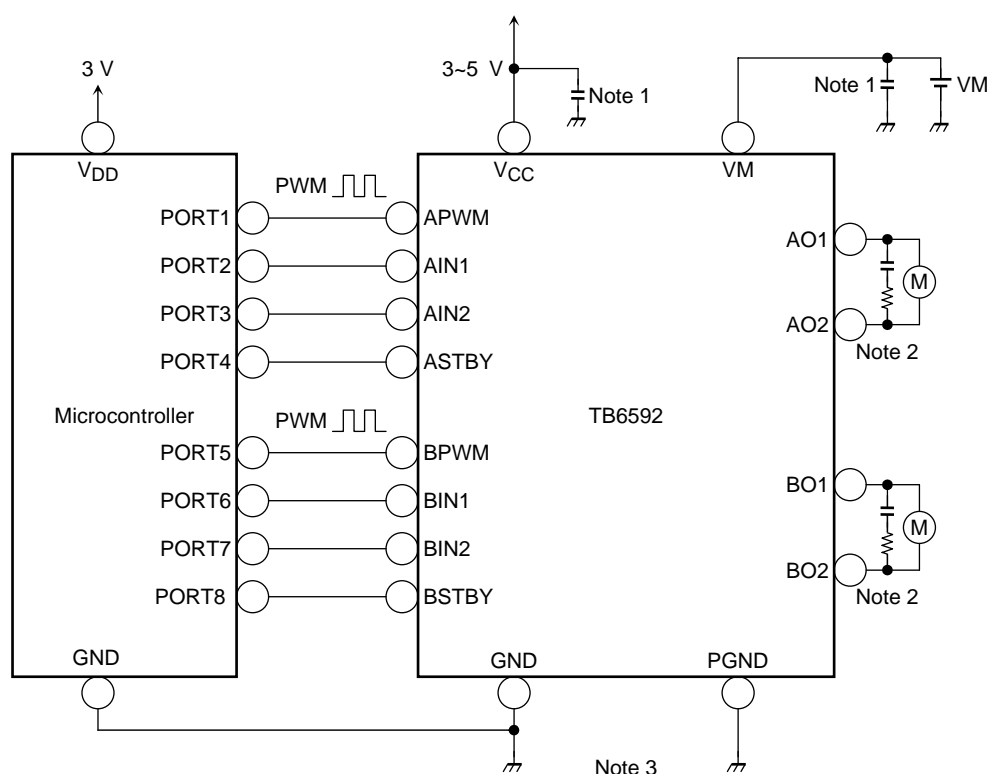 3 V
3~5 V
Note 1
Note 1
VM
VDD
VCC
VM
PWM
PORT1
APWM
AO1
PORT2
AIN1
M
PORT3
AIN2
AO2
PORT4
ASTBY
Note 2
Microcontroller
PWM
TB6592
PORT5
BPWM
PORT6
BIN1
BO1
M
PORT7
BIN2
BO2
PORT8
BSTBY
Note 2
GND
GND
PGND
Note 3